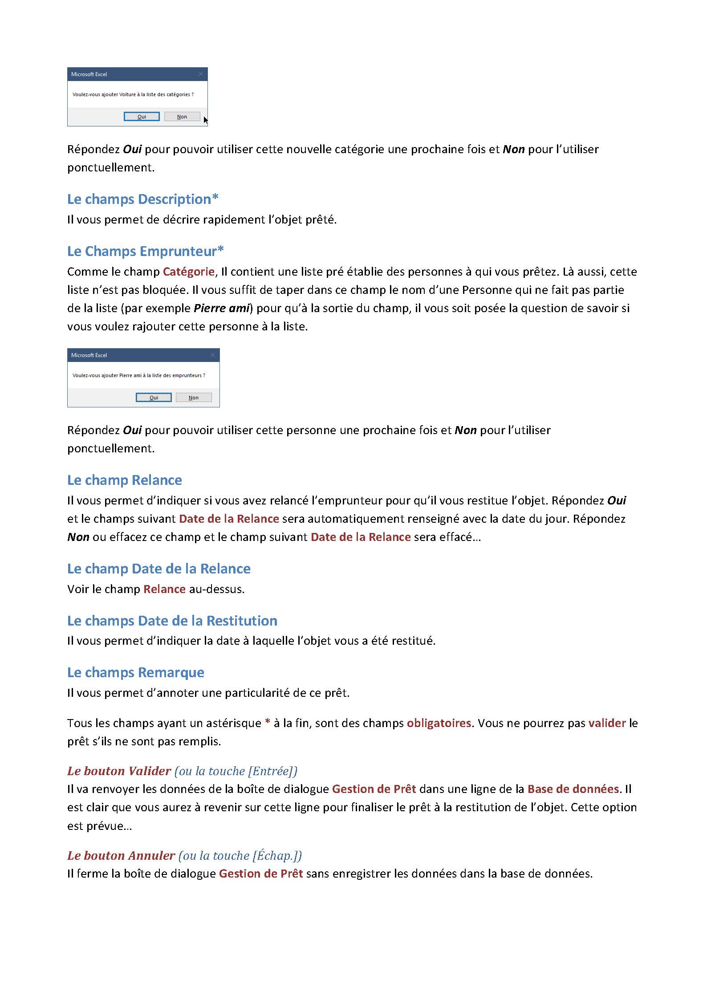 Microsoft Excel
Voulez-vous ajouter Voiture à la liste des catégories ?
Oui Non
Répondez Oui pour pouvoir utiliser cette nouvelle catégorie une prochaine fois et Non pour l’utiliser
ponctuellement.
Le champs Description*
Il vous permet de décrire rapidement l’objet prêté.
Le Champs Emprunteur*
Comme le champ Catégorie, Il contient une liste pré établie des personnes à qui vous prêtez. Là aussi, cette
liste n’est pas bloquée. Il vous suffit de taper dans ce champ le nom d’une Personne qui ne fait pas partie
de la liste (par exemple Pierre ami) pour qu’à la sortie du champ, il vous soit posée la question de savoir si
vous voulez rajouter cette personne à la liste.
Microsoft Excel
Voulez-vous ajouter Pierre ami à la liste des emprunteurs ?
Oui Non
Répondez Oui pour pouvoir utiliser cette personne une prochaine fois et Non pour l’utiliser
ponctuellement.
Le champ Relance
Il vous permet d’indiquer si vous avez relancé l’emprunteur pour qu’il vous restitue l’objet. Répondez Oui
et le champs suivant Date de la Relance sera automatiquement renseigné avec la date du jour. Répondez
Non ou effacez ce champ et le champ suivant Date de la Relance sera effacé…
Le champ Date de la Relance
Voir le champ Relance au-dessus.
Le champs Date de la Restitution
Il vous permet d’indiquer la date à laquelle l’objet vous a été restitué.
Le champs Remarque
Il vous permet d’annoter une particularité de ce prêt.
Tous les champs ayant un astérisque * à la fin, sont des champs obligatoires. Vous ne pourrez pas valider le
prêt s’ils ne sont pas remplis.
Le bouton Valider (ou la touche [Entrée])
Il va renvoyer les données de la boîte de dialogue Gestion de Prêt dans une ligne de la Base de données. Il
est clair que vous aurez à revenir sur cette ligne pour finaliser le prêt à la restitution de l’objet. Cette option
est prévue…
Le bouton Annuler (ou la touche [Échap.])
Il ferme la boîte de dialogue Gestion de Prêt sans enregistrer les données dans la base de données.